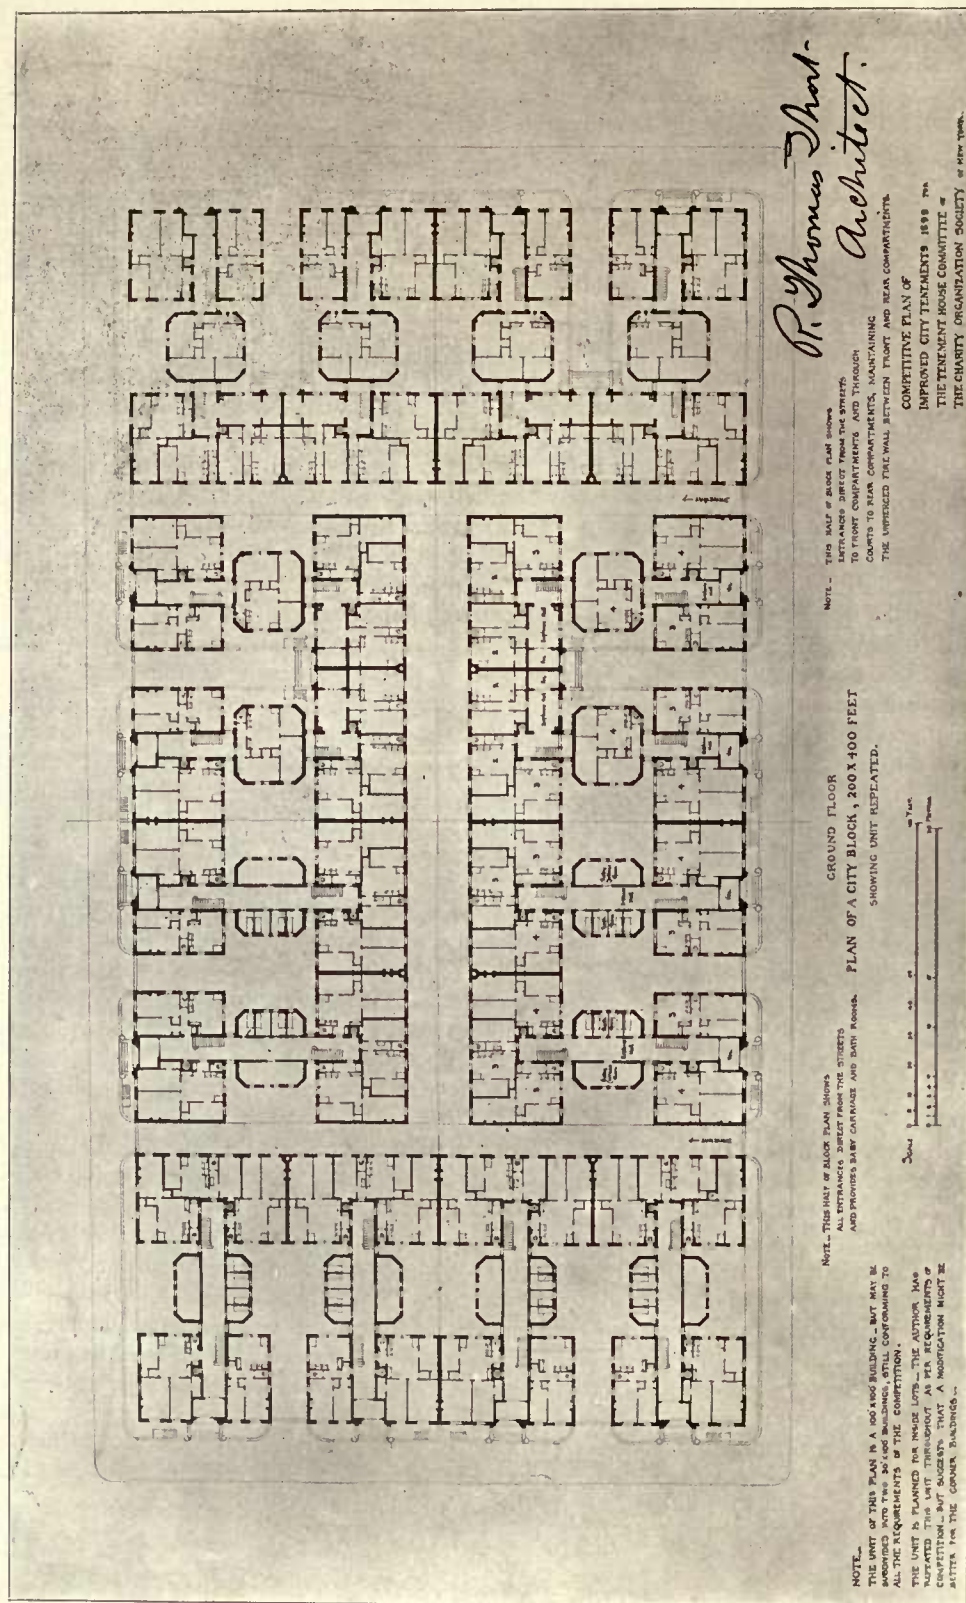 R. Thomas Short-
Architect.
COMPETITIVE PLAN OF
IMPROVED CITY TENEMENTS 1899 FOR
THE TENEMENT HOUSE COMMITTEE OF
THE CHARITY ORGANIZATION SOCIETY OF NEW YORK.
NOTE_ THIS HALF OF BLOCK PLAN SHOWS
ENTRANCES DIRECT FROM THE STREETS
TO FRONT COMPARTMENTS AND THROUGH
COURTS TO REAR COMPARTMENTS, MAINTAINING
THE UNPIERCED FIRE WALL BETWEEN FRONT AND REAR COMPARTMENTS.
GROUND FLOOR
PLAN OF A CITY BLOCK, 200 X 400 FEET
SHOWING UNIT REPEATED.
SCALE
NOTE_ THIS HALF OF BLOCK PLAN SHOWS
ALL ENTRANCES DIRECT FROM THE STREETS
AND PROVIDES BABY CARRIAGE AND BATH ROOMS.
NOTE_
THE UNIT OF THIS PLAN IS A 100 X 100 BUILDING_ BUT MAY BE
SUBDIVIDED INTO TWO 50 X 100 BUILDINGS, STILL CONFORMING TO
ALL THE REQUIREMENTS OF THE COMPETITION.
THE UNIT IS PLANNED FOR INSIDE LOTS_ THE AUTHOR HAS
REPEATED THIS UNIT THROUGHOUT AS PER REQUIREMENTS OF
COMPETITION_ BUT SUGGESTS THAT A MODIFICATION MIGHT BE
BETTER FOR THE CORNER BUILDINGS_